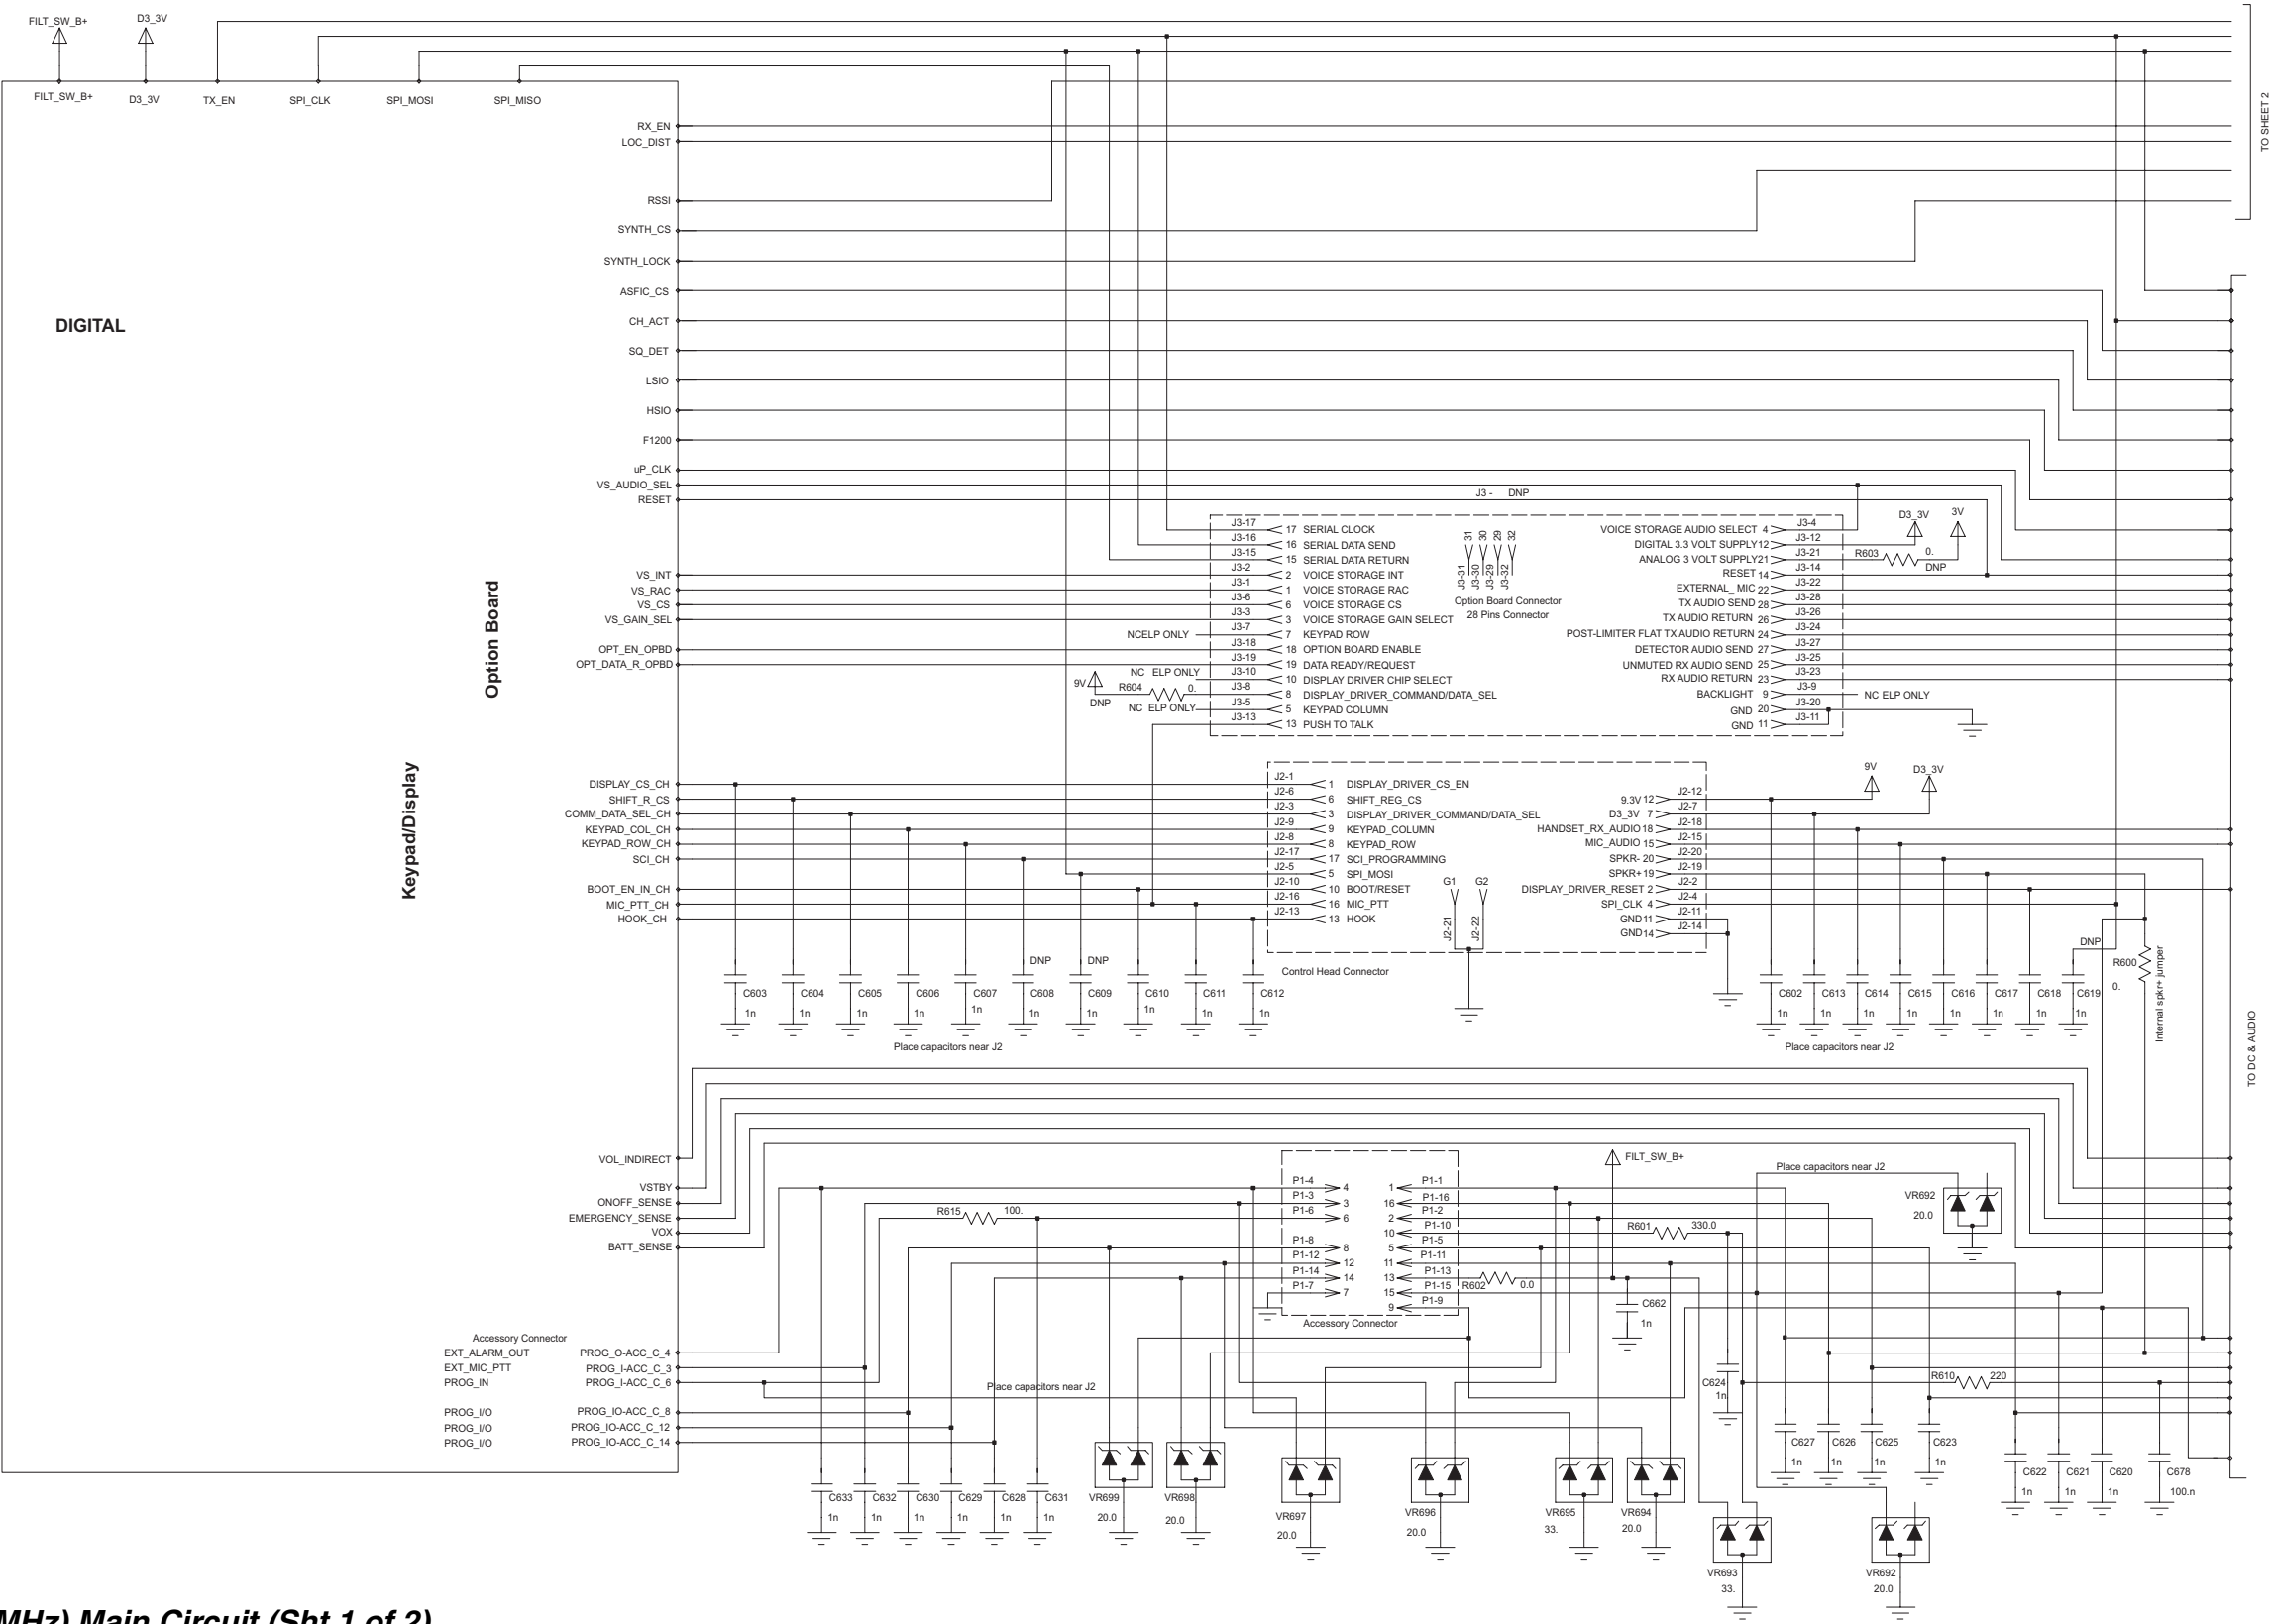 FILT_SW_B+
D3_3V
FILT_SW_B+
D3_3V
TX_EN
SPI_CLK
SPI_MOSI
SPI_MISO
TO SHEET 2
RX_EN
LOC_DIST
RSSI
SYNTH_CS
SYNTH_LOCK
ASFIC_CS
DIGITAL
CH_ACT
SQ_DET
LSIO
HSIO
F1200
uP_CLK
VS_AUDIO_SEL
RESET
VS_INT
VS_RAC
VS_CS
VS_GAIN_SEL
OPT_EN_OPBD
OPT_DATA_R_OPBD
Option Board
J3 - DNP
J3-17 17 SERIAL CLOCK
J3-16 16 SERIAL DATA SEND
J3-15 15 SERIAL DATA RETURN
J3-2 2 VOICE STORAGE INT
J3-1 1 VOICE STORAGE RAC
J3-6 6 VOICE STORAGE CS
J3-3 3 VOICE STORAGE GAIN SELECT
NCELP ONLY J3-7 7 KEYPAD ROW
J3-18 18 OPTION BOARD ENABLE
J3-19 19 DATA READY/REQUEST
NC ELP ONLY J3-10 10 DISPLAY DRIVER CHIP SELECT
9V DNP R604 0. J3-8 8 DISPLAY_DRIVER_COMMAND/DATA_SEL
NC ELP ONLY J3-5 5 KEYPAD COLUMN
J3-13 13 PUSH TO TALK
31 30 29 32
J3-31 J3-30 J3-29 J3-32
Option Board Connector
28 Pins Connector
VOICE STORAGE AUDIO SELECT 4 J3-4
DIGITAL 3.3 VOLT SUPPLY12 J3-12 D3_3V
ANALOG 3 VOLT SUPPLY21 J3-21 R603 0. DNP 3V
RESET 14 J3-14
EXTERNAL_ MIC 22 J3-22
TX AUDIO SEND 28 J3-28
TX AUDIO RETURN 26 J3-26
POST-LIMITER FLAT TX AUDIO RETURN 24 J3-24
DETECTOR AUDIO SEND 27 J3-27
UNMUTED RX AUDIO SEND 25 J3-25
RX AUDIO RETURN 23 J3-23
BACKLIGHT 9 J3-9 NC ELP ONLY
GND 20 J3-20
GND 11 J3-11
Keypad/Display
DISPLAY_CS_CH
SHIFT_R_CS
COMM_DATA_SEL_CH
KEYPAD_COL_CH
KEYPAD_ROW_CH
SCI_CH
BOOT_EN_IN_CH
MIC_PTT_CH
HOOK_CH
J2-1 1 DISPLAY_DRIVER_CS_EN
J2-6 6 SHIFT_REG_CS
J2-3 3 DISPLAY_DRIVER_COMMAND/DATA_SEL
J2-9 9 KEYPAD_COLUMN
J2-8 8 KEYPAD_ROW
J2-17 17 SCI_PROGRAMMING
J2-5 5 SPI_MOSI
J2-10 10 BOOT/RESET
J2-16 16 MIC_PTT
J2-13 13 HOOK
G1 G2
J2-21 J2-22
9.3V 12 J2-12 9V
D3_3V 7 J2-7 D3_3V
HANDSET_RX_AUDIO18 J2-18
MIC_AUDIO 15 J2-15
SPKR- 20 J2-20
SPKR+19 J2-19
DISPLAY_DRIVER_RESET 2 J2-2
SPI_CLK 4 J2-4
GND11 J2-11
GND14 J2-14
Control Head Connector
C603 1n
C604 1n
C605 1n
C606 1n
C607 1n
DNP C608 1n
DNP C609 1n
C610 1n
C611 1n
C612 1n
Place capacitors near J2
C602 1n
C613 1n
C614 1n
C615 1n
C616 1n
C617 1n
C618 1n
DNP C619 1n
R600 0.
Internal spkr+ jumper
Place capacitors near J2
TO DC & AUDIO
VOL_INDIRECT
VSTBY
ONOFF_SENSE
EMERGENCY_SENSE
VOX
BATT_SENSE
R615 100.
P1-4 4
P1-3 3
P1-6 6
P1-8 8
P1-12 12
P1-14 14
P1-7 7
1 P1-1
16 P1-16
2 P1-2
10 P1-10
5 P1-5
11 P1-11
13 P1-13
15 P1-15
9 P1-9
Accessory Connector
FILT_SW_B+
R601 330.0
R602 0.0
C662 1n
Place capacitors near J2
VR692 20.0
Accessory Connector
EXT_ALARM_OUT PROG_O-ACC_C_4
EXT_MIC_PTT PROG_I-ACC_C_3
PROG_IN PROG_I-ACC_C_6
PROG_I/O PROG_IO-ACC_C_8
PROG_I/O PROG_IO-ACC_C_12
PROG_I/O PROG_IO-ACC_C_14
Place capacitors near J2
C624 1n
R610 220
C633 1n
C632 1n
C630 1n
C629 1n
C628 1n
C631 1n
VR699 20.0
VR698 20.0
VR697 20.0
VR696 20.0
VR695 33.
VR694 20.0
VR693 33.
VR692 20.0
C627 1n
C626 1n
C625 1n
C623 1n
C622 1n
C621 1n
C620 1n
C678 100.n
MHz) Main Circuit (Sht 1 of 2)